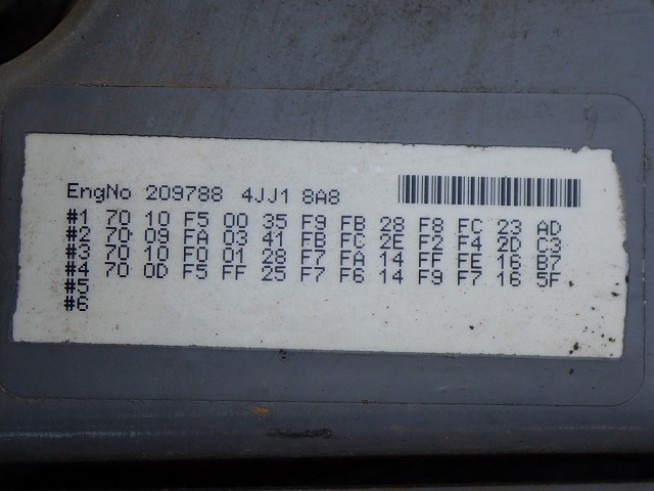 EngNo 209788 4JJ1 8A8
#1 70 10 F5 00 35 F9 FB 28 F8 FC 23 AD
#2 70 09 FA 03 41 FB FC 2E F2 F4 2D C3
#3 70 10 F0 01 28 F7 FA 14 FF FE 16 B7
#4 70 0D F5 FF 25 F7 F6 14 F9 F7 16 5F
#5
#6